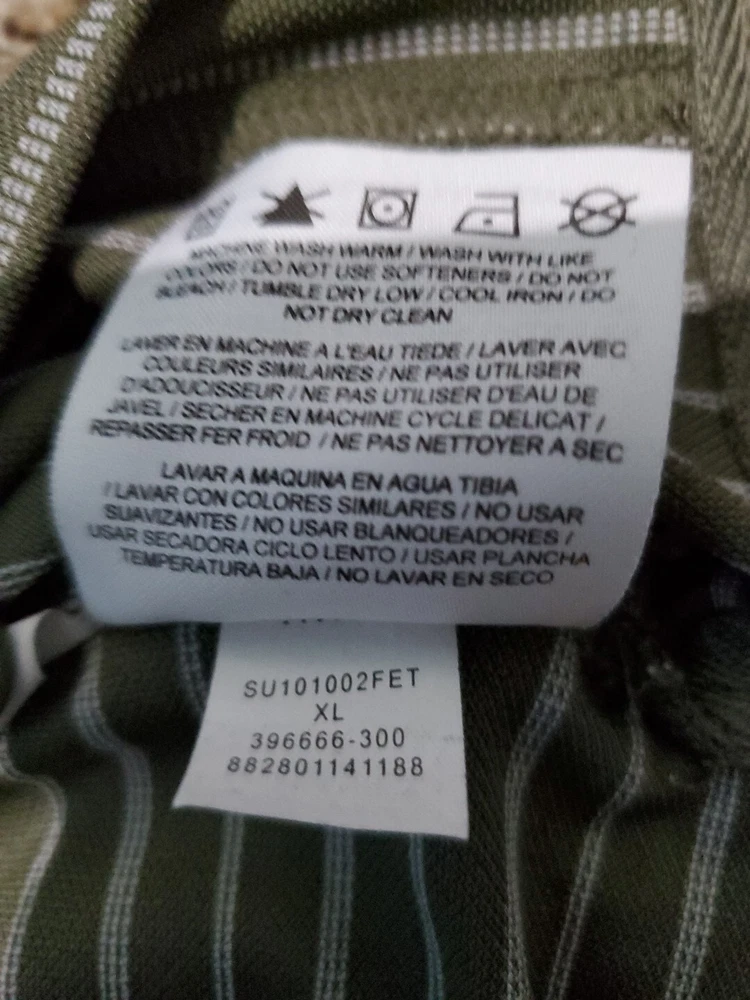 MACHINE WASH WARM / WASH WITH LIKE
COLORS / DO NOT USE SOFTENERS / DO NOT
BLEACH / TUMBLE DRY LOW / COOL IRON / DO
NOT DRY CLEAN
LAVER EN MACHINE A L'EAU TIEDE / LAVER AVEC
COULEURS SIMILAIRES / NE PAS UTILISER
D'ADOUCISSEUR / NE PAS UTILISER D'EAU DE
JAVEL / SECHER EN MACHINE CYCLE DELICAT /
REPASSER FER FROID / NE PAS NETTOYER A SEC
LAVAR A MAQUINA EN AGUA TIBIA
/ LAVAR CON COLORES SIMILARES / NO USAR
SUAVIZANTES / NO USAR BLANQUEADORES /
USAR SECADORA CICLO LENTO / USAR PLANCHA
TEMPERATURA BAJA / NO LAVAR EN SECO
SU101002FET
XL
396666-300
882801141188